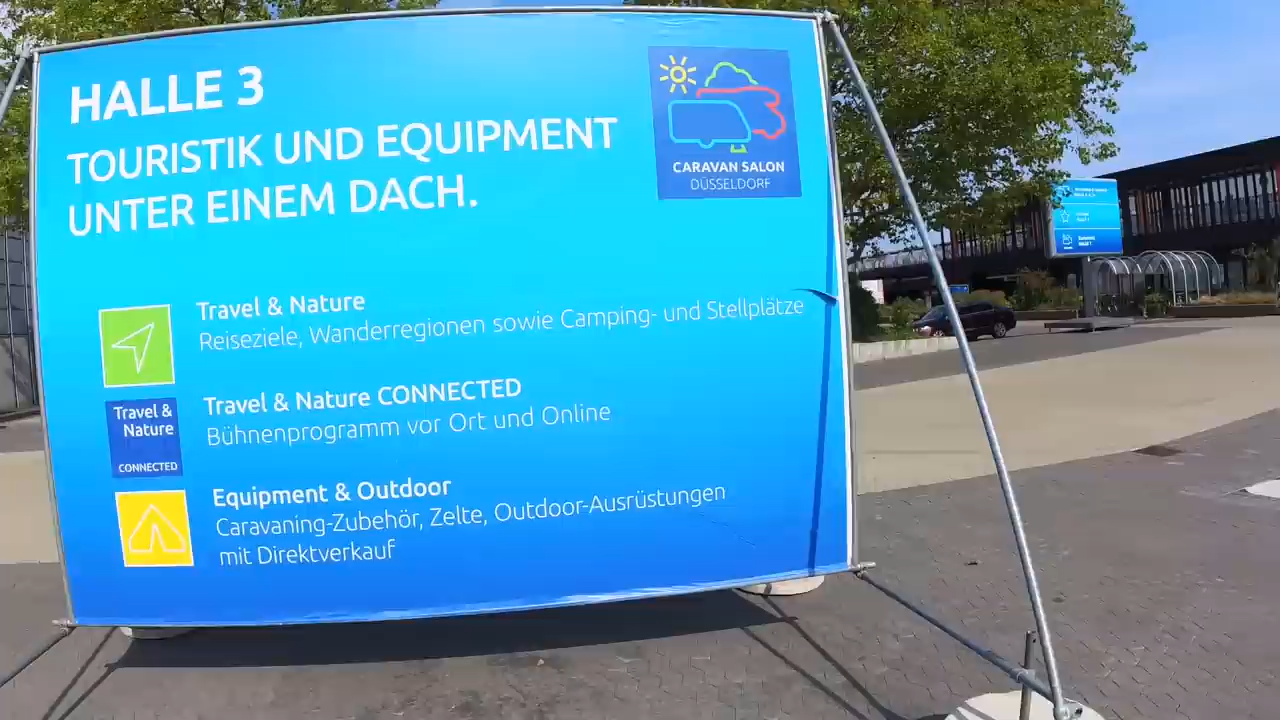 HALLE 3
TOURISTIK UND EQUIPMENT
UNTER EINEM DACH.
CARAVAN SALON
DÜSSELDORF
Travel & Nature
Reiseziele, Wanderregionen sowie Camping- und Stellplätze
Travel &
Nature
CONNECTED
Travel & Nature CONNECTED
Bühnenprogramm vor Ort und Online
Equipment & Outdoor
Caravaning-Zubehör, Zelte, Outdoor-Ausrüstungen
mit Direktverkauf